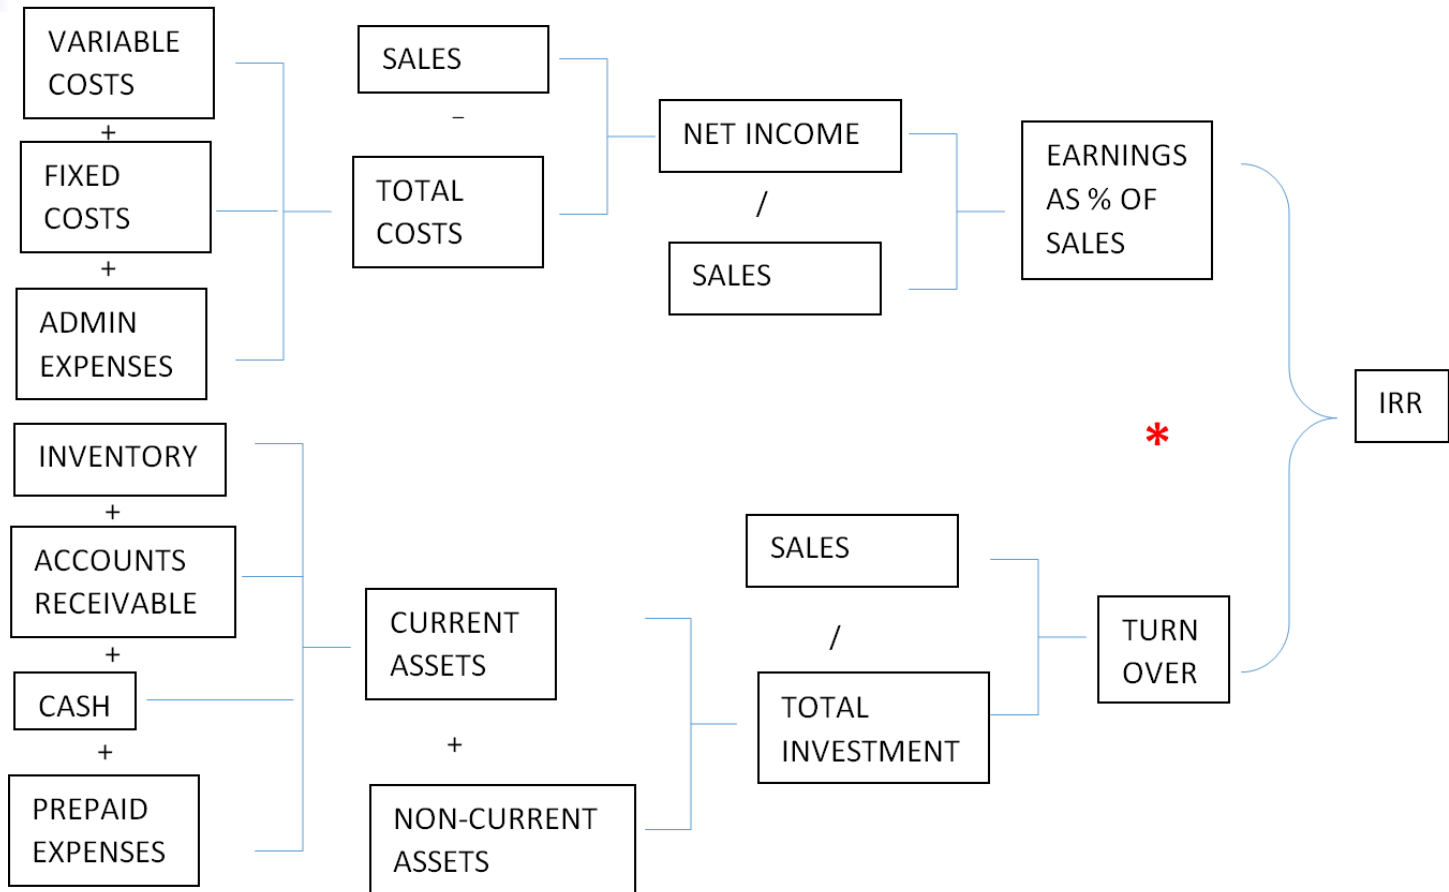 VARIABLE
COSTS
+
FIXED
COSTS
+
ADMIN
EXPENSES
SALES
–
TOTAL
COSTS
NET INCOME
/
SALES
EARNINGS
AS % OF
SALES
INVENTORY
+
ACCOUNTS
RECEIVABLE
+
CASH
+
PREPAID
EXPENSES
CURRENT
ASSETS
+
NON-CURRENT
ASSETS
SALES
/
TOTAL
INVESTMENT
TURN
OVER
*
IRR